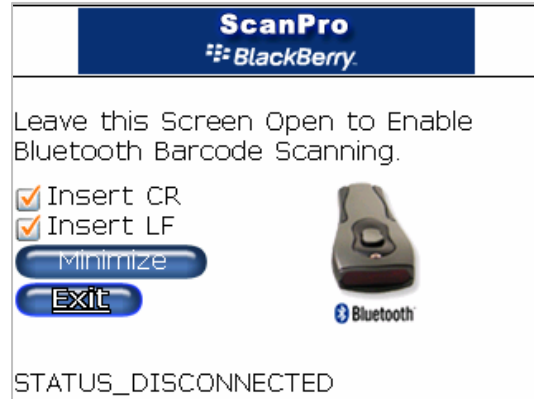 ScanPro
BlackBerry.
Leave this Screen Open to Enable
Bluetooth Barcode Scanning.
Insert CR
Insert LF
Minimize
Exit
Bluetooth
STATUS_DISCONNECTED